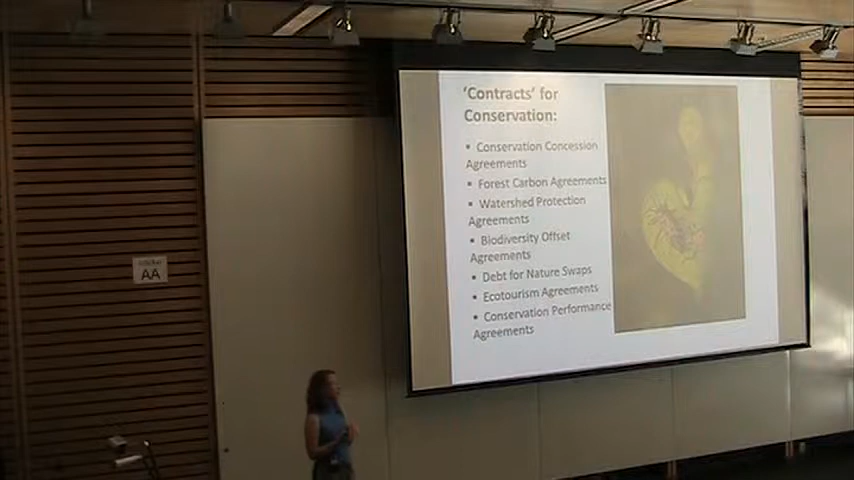 'Contracts' for
Conservation:
▪ Conservation Concession
Agreements
▪ Forest Carbon Agreements
▪ Watershed Protection
Agreements
▪ Biodiversity Offset
Agreements
▪ Debt for Nature Swaps
▪ Ecotourism Agreements
▪ Conservation Performance
Agreements
AA